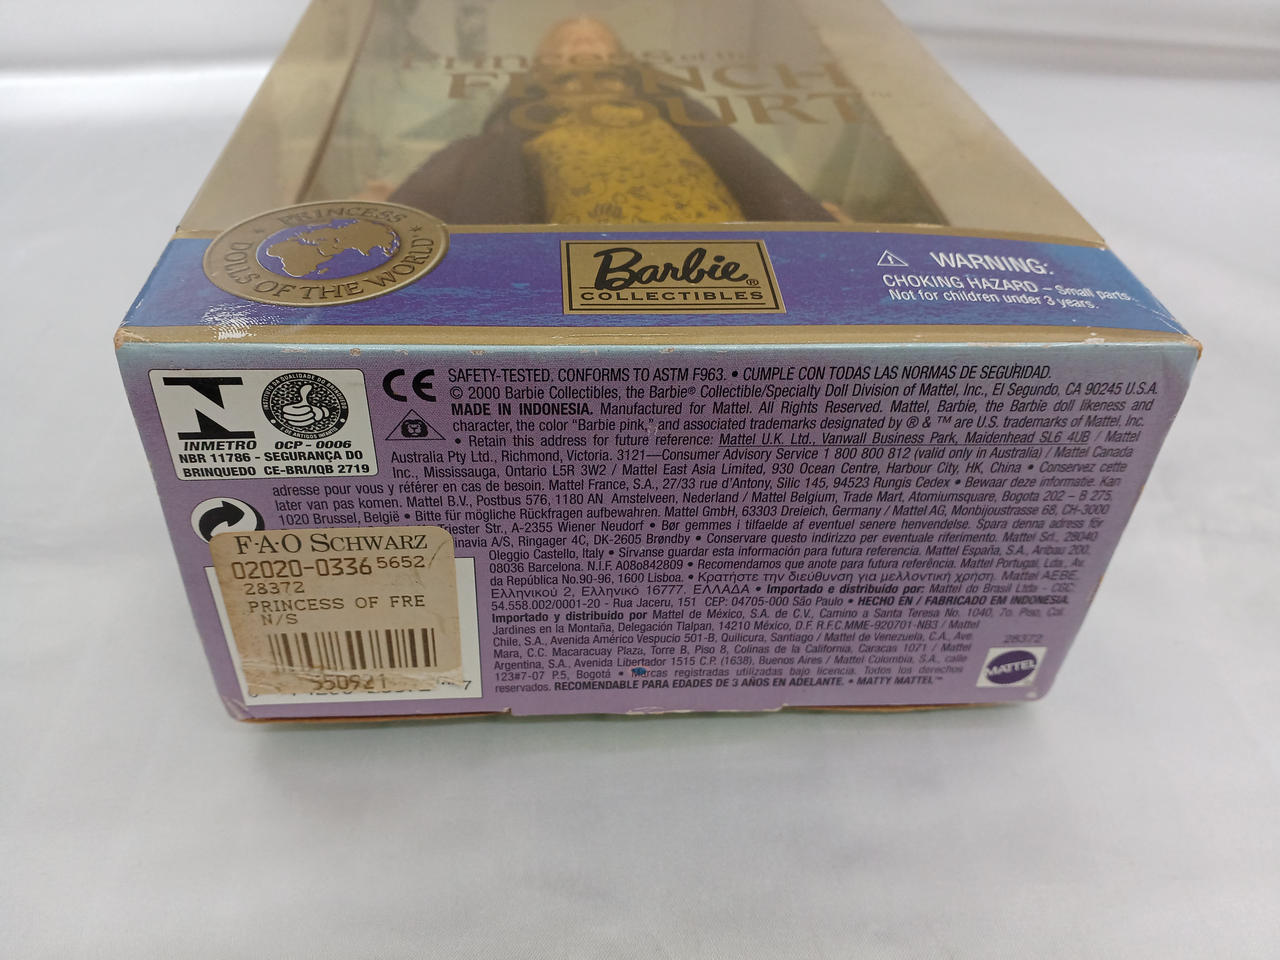 PRINCESS of the
FRENCH
COURT™
PRINCESS
DOLLS OF THE WORLD
Barbie®
COLLECTIBLES
⚠ WARNING:
CHOKING HAZARD – Small parts.
Not for children under 3 years.
INMETRO OCP - 0006
NBR 11786 - SEGURANÇA DO
BRINQUEDO CE-BRI/IQB 2719
CE
SAFETY-TESTED. CONFORMS TO ASTM F963. • CUMPLE CON TODAS LAS NORMAS DE SEGURIDAD.
© 2000 Barbie Collectibles, the Barbie® Collectible/Specialty Doll Division of Mattel, Inc., El Segundo, CA 90245 U.S.A.
MADE IN INDONESIA. Manufactured for Mattel. All Rights Reserved. Mattel, Barbie, the Barbie doll likeness and
character, the color "Barbie pink," and associated trademarks designated by ® & ™ are U.S. trademarks of Mattel, Inc.
• Retain this address for future reference: Mattel U.K. Ltd., Vanwall Business Park, Maidenhead SL6 4UB / Mattel
Australia Pty Ltd., Richmond, Victoria. 3121—Consumer Advisory Service 1 800 800 812 (valid only in Australia) / Mattel Canada
Inc., Mississauga, Ontario L5R 3W2 / Mattel East Asia Limited, 930 Ocean Centre, Harbour City, HK, China • Conservez cette
adresse pour vous y référer en cas de besoin. Mattel France, S.A., 27/33 rue d'Antony, Silic 145, 94523 Rungis Cedex • Bewaar deze informatie. Kan
later van pas komen. Mattel B.V., Postbus 576, 1180 AN Amstelveen, Nederland / Mattel Belgium, Trade Mart, Atomiumsquare, Bogota 202 – B 275,
1020 Brussel, België • Bitte für mögliche Rückfragen aufbewahren. Mattel GmbH, 63303 Dreieich, Germany / Mattel AG, Monbijoustrasse 68, CH-3000
Triester Str., A-2355 Wiener Neudorf • Bør gemmes i tilfaelde af eventuel senere henvendelse. Spara denna adress för
inavia A/S, Ringager 4C, DK-2605 Brøndby • Conservare questo indirizzo per eventuale riferimento. Mattel Srl., 28040
Oleggio Castello, Italy • Sírvanse guardar esta información para futura referencia. Mattel España, S.A., Aribau 200,
08036 Barcelona. N.I.F. A08o842809 • Recomendamos que anote para futura referência. Mattel Portugal, Lda., Av.
da República No.90-96, 1600 Lisboa. • Κρατήστε την διεύθυνση για μελλοντική χρήση. Mattel AEBE,
Ελληνικού 2, Ελληνικό 16777. ΕΛΛΑΔΑ • Importado e distribuído por: Mattel do Brasil Ltda - CGC.
54.558.002/0001-20 - Rua Jaceru, 151 CEP: 04705-000 São Paulo • HECHO EN / FABRICADO EM INDONESIA.
Importado y distribuido por Mattel de México, S.A. de C.V., Camino a Santa Teresa No. 1040, 7o. Piso, Col.
Jardines en la Montaña, Delegación Tlalpan, 14210 México, D.F. R.F.C.MME-920701-NB3 / Mattel
Chile, S.A., Avenida Américo Vespucio 501-B, Quilicura, Santiago / Mattel de Venezuela, C.A., Ave.
Mara, C.C. Macaracuay Plaza, Torre B, Piso 8, Colinas de la California, Caracas 1071 / Mattel
Argentina, S.A., Avenida Libertador 1515 C.P. (1638), Buenos Aires / Mattel Colombia, S.A., calle
123#7-07 P.5, Bogotá • Marcas registradas utilizadas bajo licencia. Todos los derechos
reservados. RECOMENDABLE PARA EDADES DE 3 AÑOS EN ADELANTE. • MATTY MATTEL™
F·A·O SCHWARZ
02020-0336 5652/
28372
PRINCESS OF FRE
N/S
550921
7
28372
MATTEL